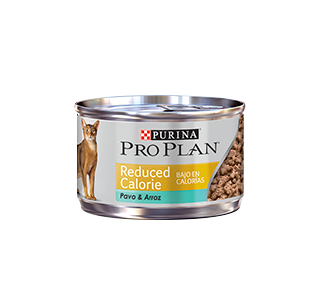 PURINA
PRO PLAN
Reduced
Calorie
BAJO EN
CALORÍAS
Pavo & Arroz